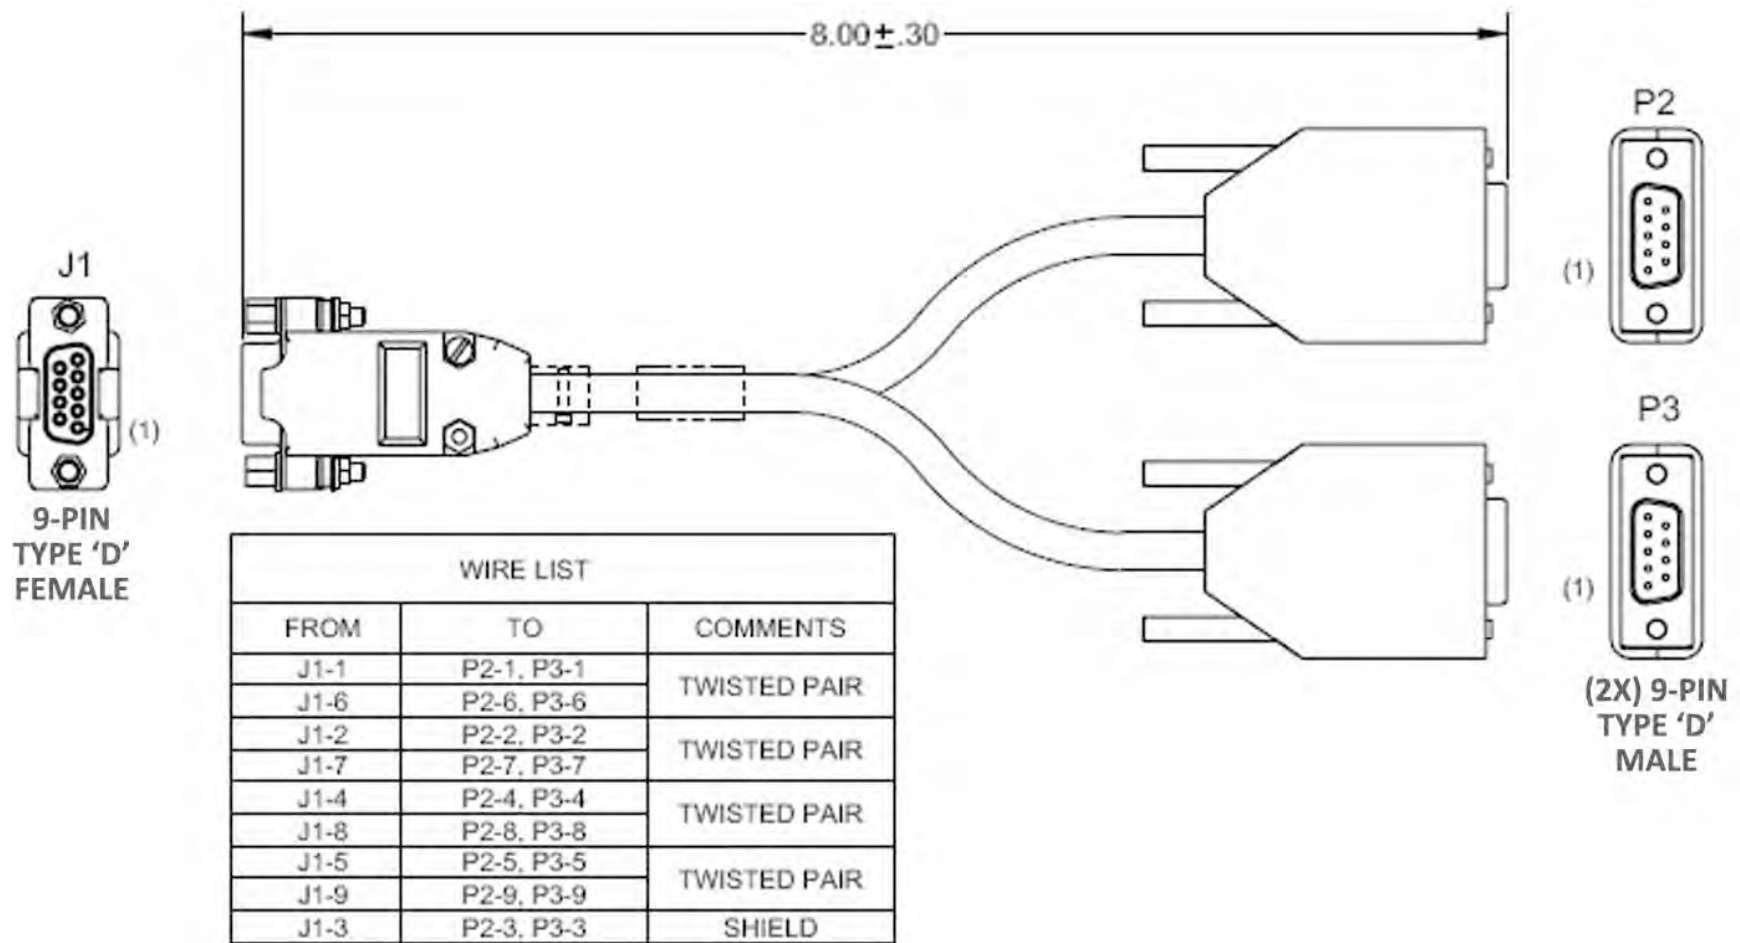 8.00±.30
P2
(1)
J1
(1)
9-PIN
TYPE ‘D’
FEMALE
P3
(1)
(2X) 9-PIN
TYPE ‘D’
MALE
WIRE LIST
FROM TO COMMENTS
J1-1 P2-1, P3-1 TWISTED PAIR
J1-6 P2-6, P3-6
J1-2 P2-2, P3-2 TWISTED PAIR
J1-7 P2-7, P3-7
J1-4 P2-4, P3-4 TWISTED PAIR
J1-8 P2-8, P3-8
J1-5 P2-5, P3-5 TWISTED PAIR
J1-9 P2-9, P3-9
J1-3 P2-3, P3-3 SHIELD